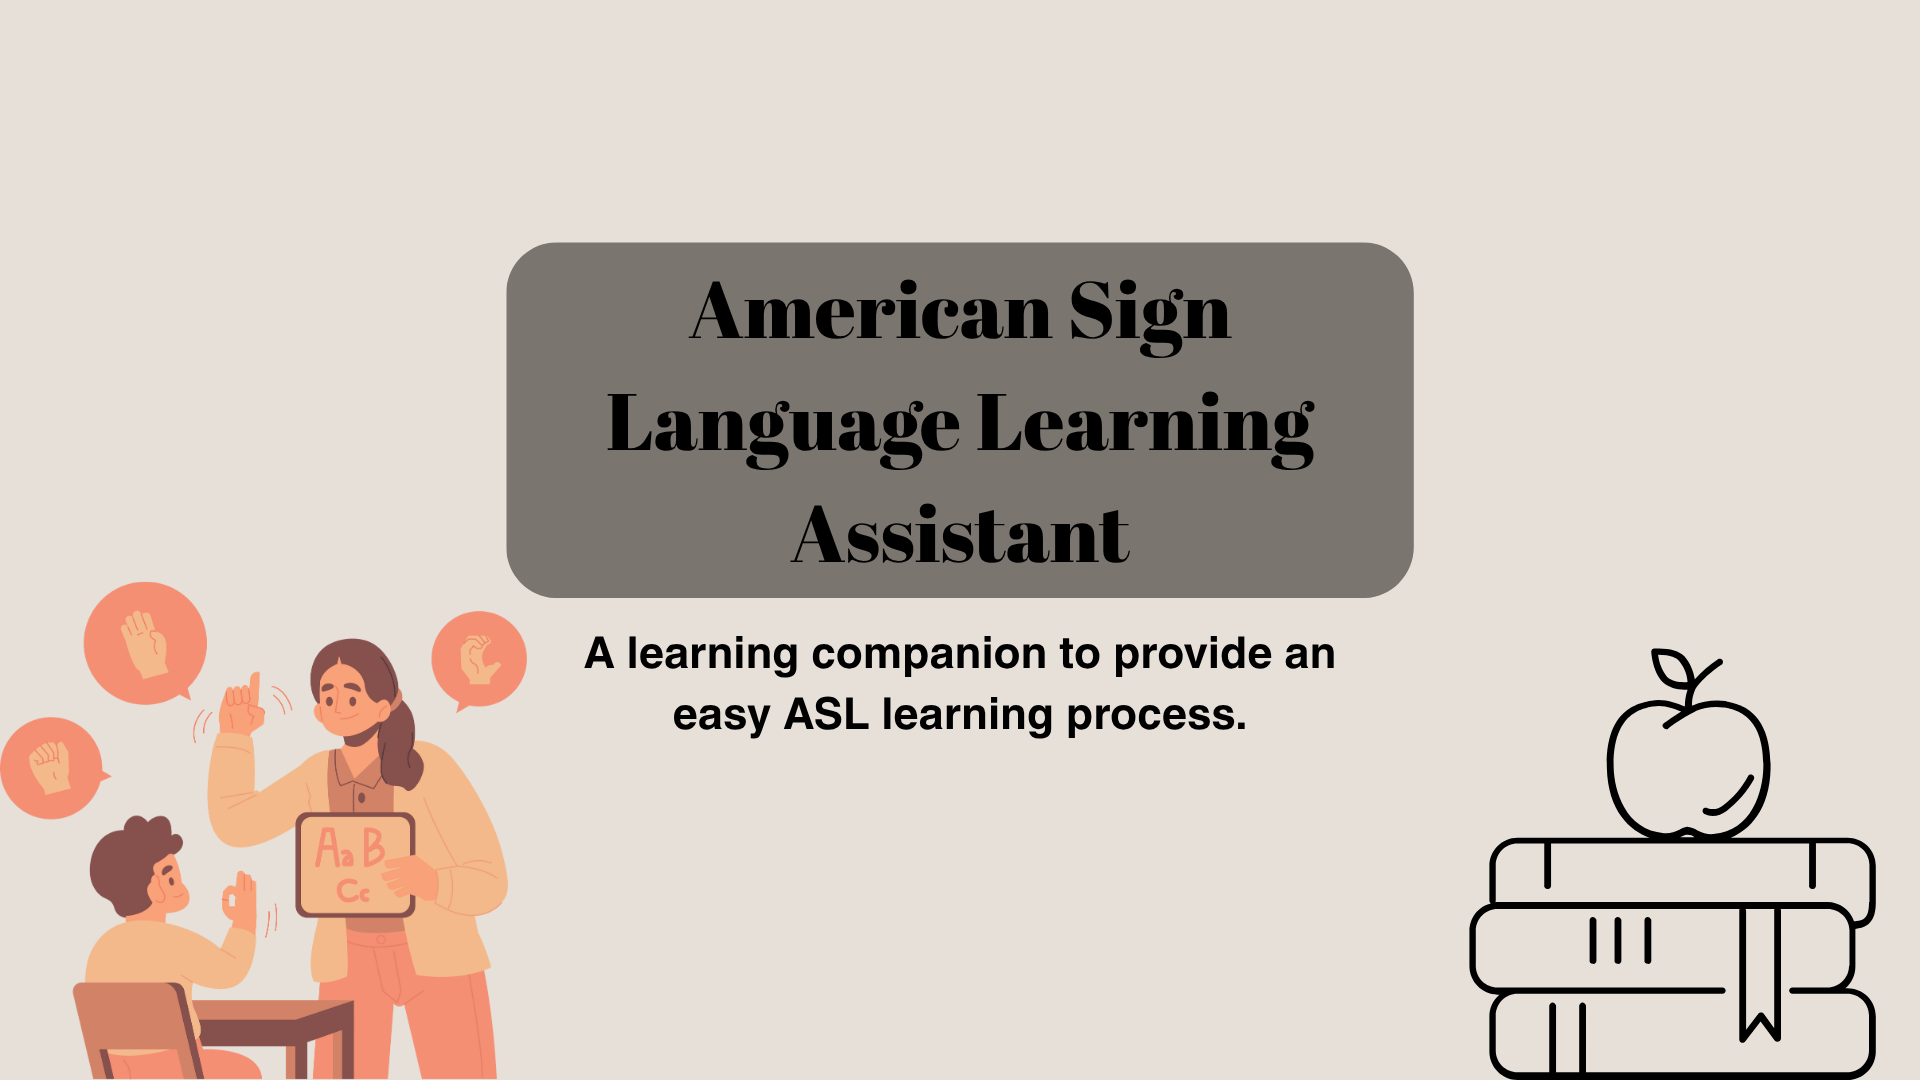 American Sign
Language Learning
Assistant
A learning companion to provide an
easy ASL learning process.
Aa B
Cc